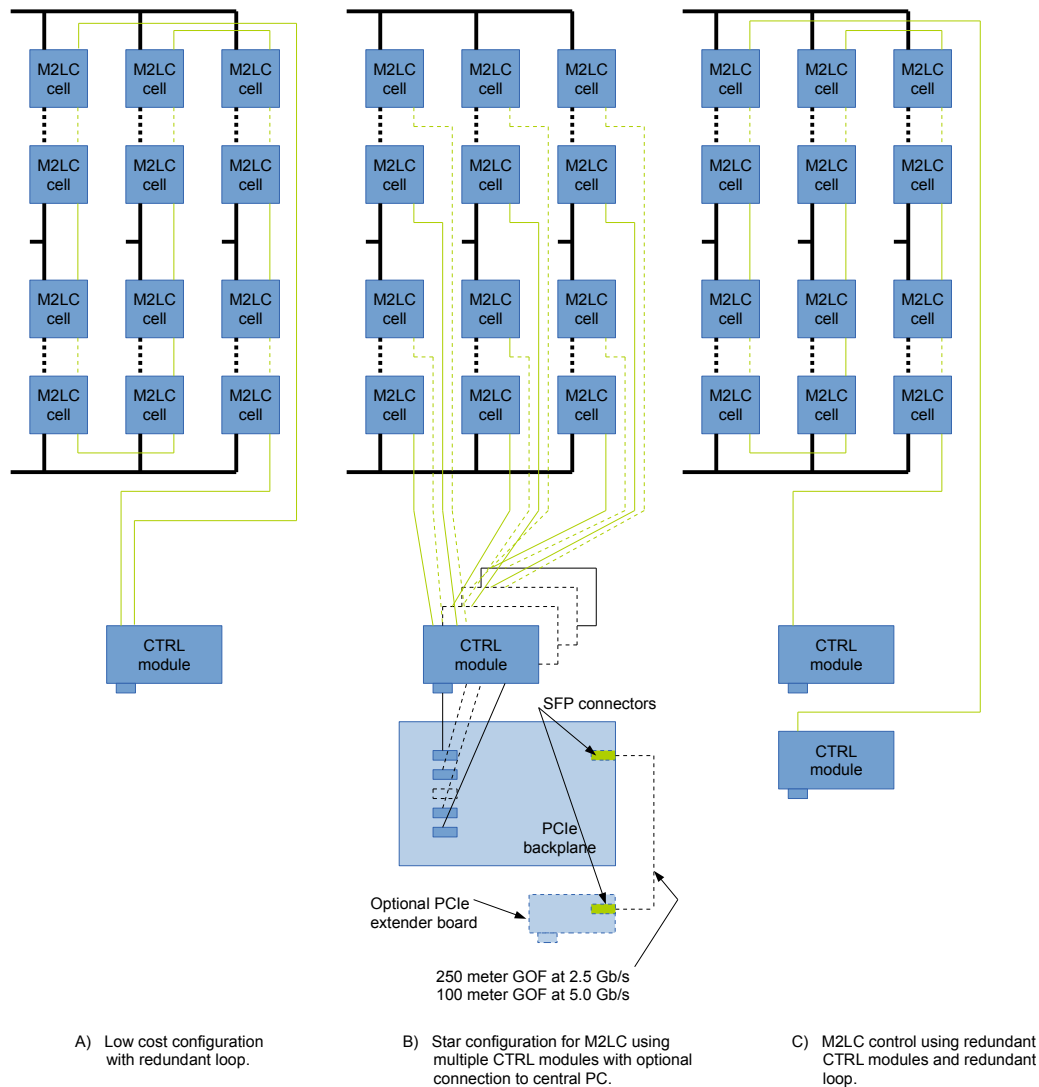 M2LC
cell
M2LC
cell
M2LC
cell
M2LC
cell
M2LC
cell
M2LC
cell
M2LC
cell
M2LC
cell
M2LC
cell
M2LC
cell
M2LC
cell
M2LC
cell
CTRL
module
A) Low cost configuration
with redundant loop.
M2LC
cell
M2LC
cell
M2LC
cell
M2LC
cell
M2LC
cell
M2LC
cell
M2LC
cell
M2LC
cell
M2LC
cell
M2LC
cell
M2LC
cell
M2LC
cell
CTRL
module
SFP connectors
PCIe
backplane
Optional PCIe
extender board
250 meter GOF at 2.5 Gb/s
100 meter GOF at 5.0 Gb/s
B) Star configuration for M2LC using
multiple CTRL modules with optional
connection to central PC.
M2LC
cell
M2LC
cell
M2LC
cell
M2LC
cell
M2LC
cell
M2LC
cell
M2LC
cell
M2LC
cell
M2LC
cell
M2LC
cell
M2LC
cell
M2LC
cell
CTRL
module
CTRL
module
C) M2LC control using redundant
CTRL modules and redundant
loop.